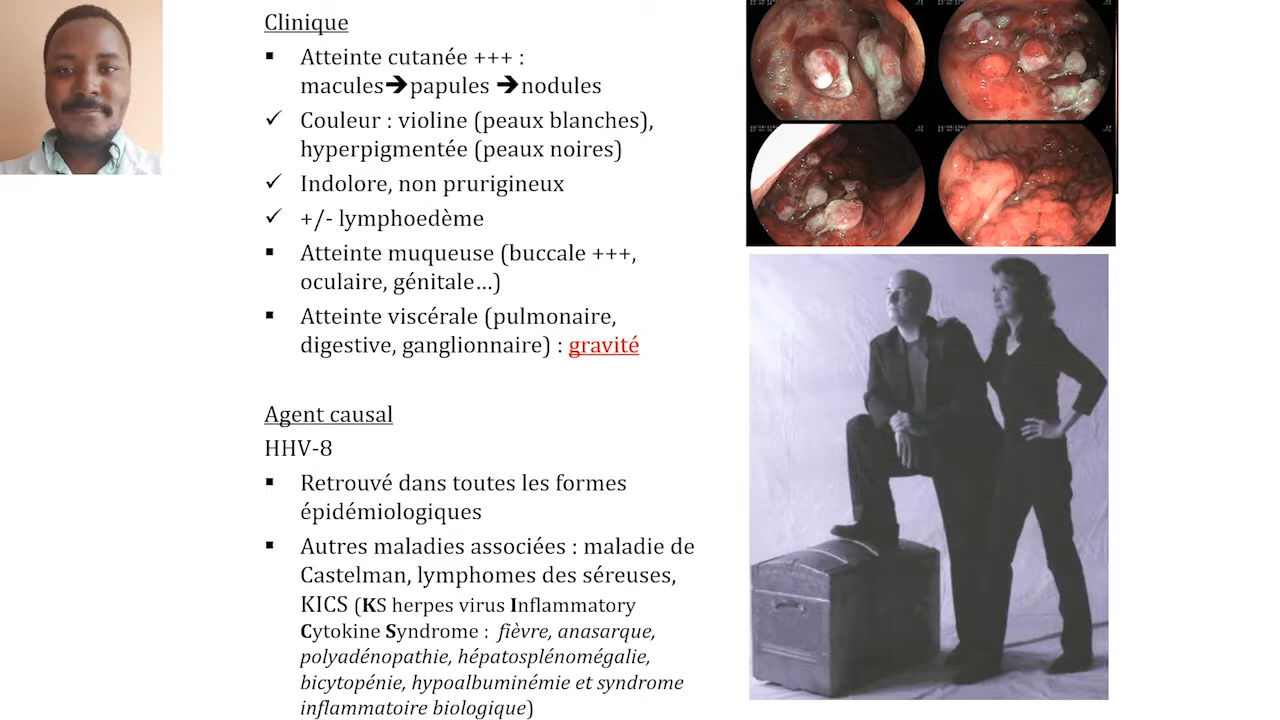 Clinique
▪ Atteinte cutanée +++ :
macules➔papules ➔nodules
✓ Couleur : violine (peaux blanches),
hyperpigmentée (peaux noires)
✓ Indolore, non prurigineux
✓ +/- lymphoedème
▪ Atteinte muqueuse (buccale +++,
oculaire, génitale…)
▪ Atteinte viscérale (pulmonaire,
digestive, ganglionnaire) : gravité
Agent causal
HHV-8
▪ Retrouvé dans toutes les formes
épidémiologiques
▪ Autres maladies associées : maladie de
Castelman, lymphomes des séreuses,
KICS (KS herpes virus Inflammatory
Cytokine Syndrome : fièvre, anasarque,
polyadénopathie, hépatosplénomégalie,
bicytopénie, hypoalbuminémie et syndrome
inflammatoire biologique)